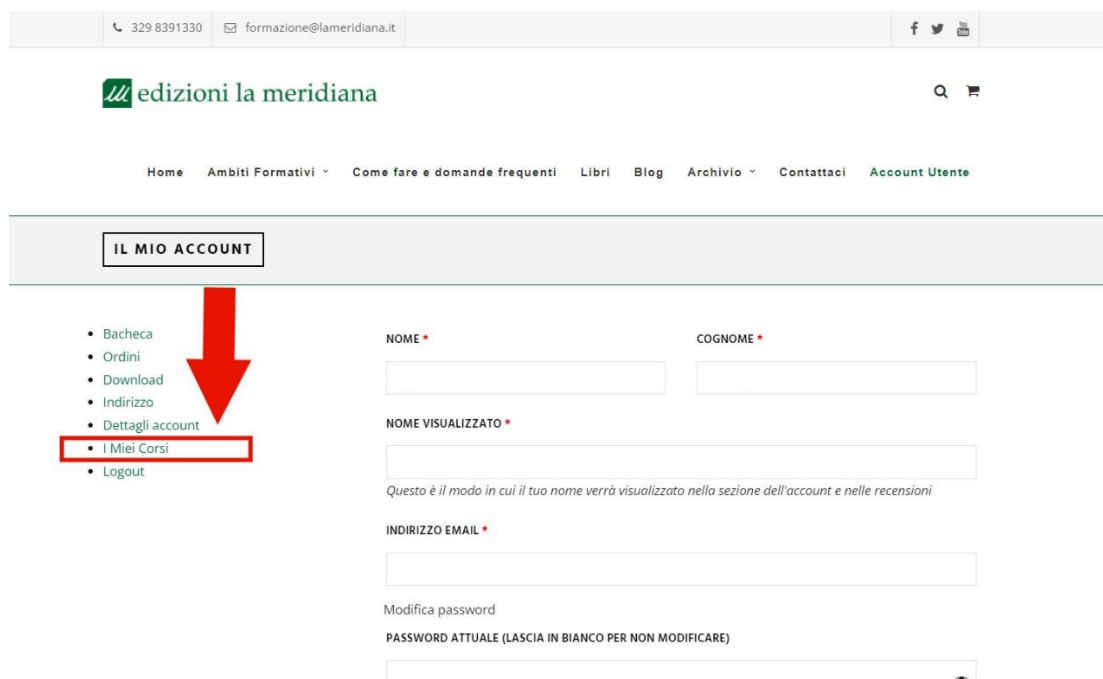 329 8391330 formazione@lameridiana.it
edizioni la meridiana
Home Ambiti Formativi Come fare e domande frequenti Libri Blog Archivio Contattaci Account Utente
IL MIO ACCOUNT
Bacheca
Ordini
Download
Indirizzo
Dettagli account
I Miei Corsi
Logout
NOME * COGNOME *
NOME VISUALIZZATO *
Questo è il modo in cui il tuo nome verrà visualizzato nella sezione dell'account e nelle recensioni
INDIRIZZO EMAIL *
Modifica password
PASSWORD ATTUALE (LASCIA IN BIANCO PER NON MODIFICARE)